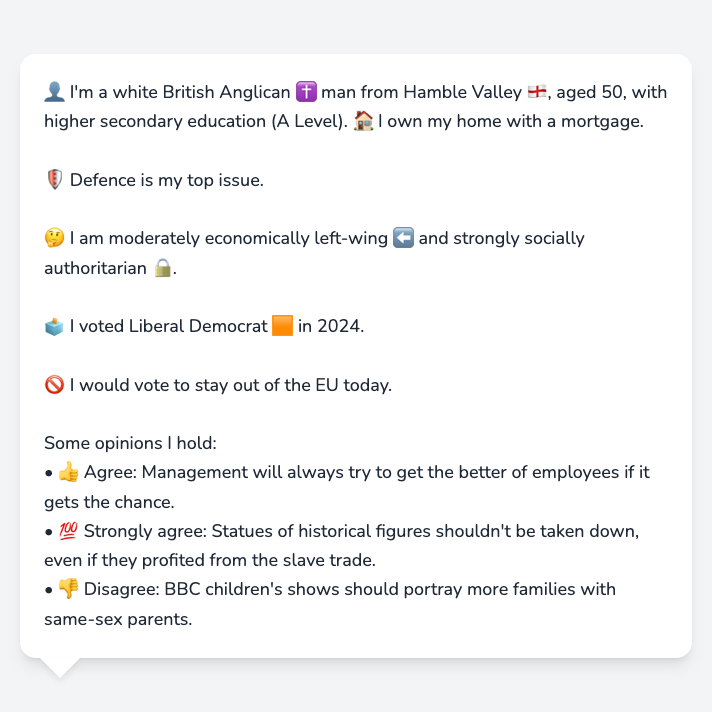 👤 I'm a white British Anglican ✝️ man from Hamble Valley 🏴󠁧󠁢󠁥󠁮󠁧󠁿, aged 50, with
higher secondary education (A Level). 🏠 I own my home with a mortgage.
🛡️ Defence is my top issue.
🤔 I am moderately economically left-wing ⬅️ and strongly socially
authoritarian 🔒.
🗳️ I voted Liberal Democrat 🟧 in 2024.
🚫 I would vote to stay out of the EU today.
Some opinions I hold:
• 👍 Agree: Management will always try to get the better of employees if it
gets the chance.
• 💯 Strongly agree: Statues of historical figures shouldn't be taken down,
even if they profited from the slave trade.
• 👎 Disagree: BBC children's shows should portray more families with
same-sex parents.